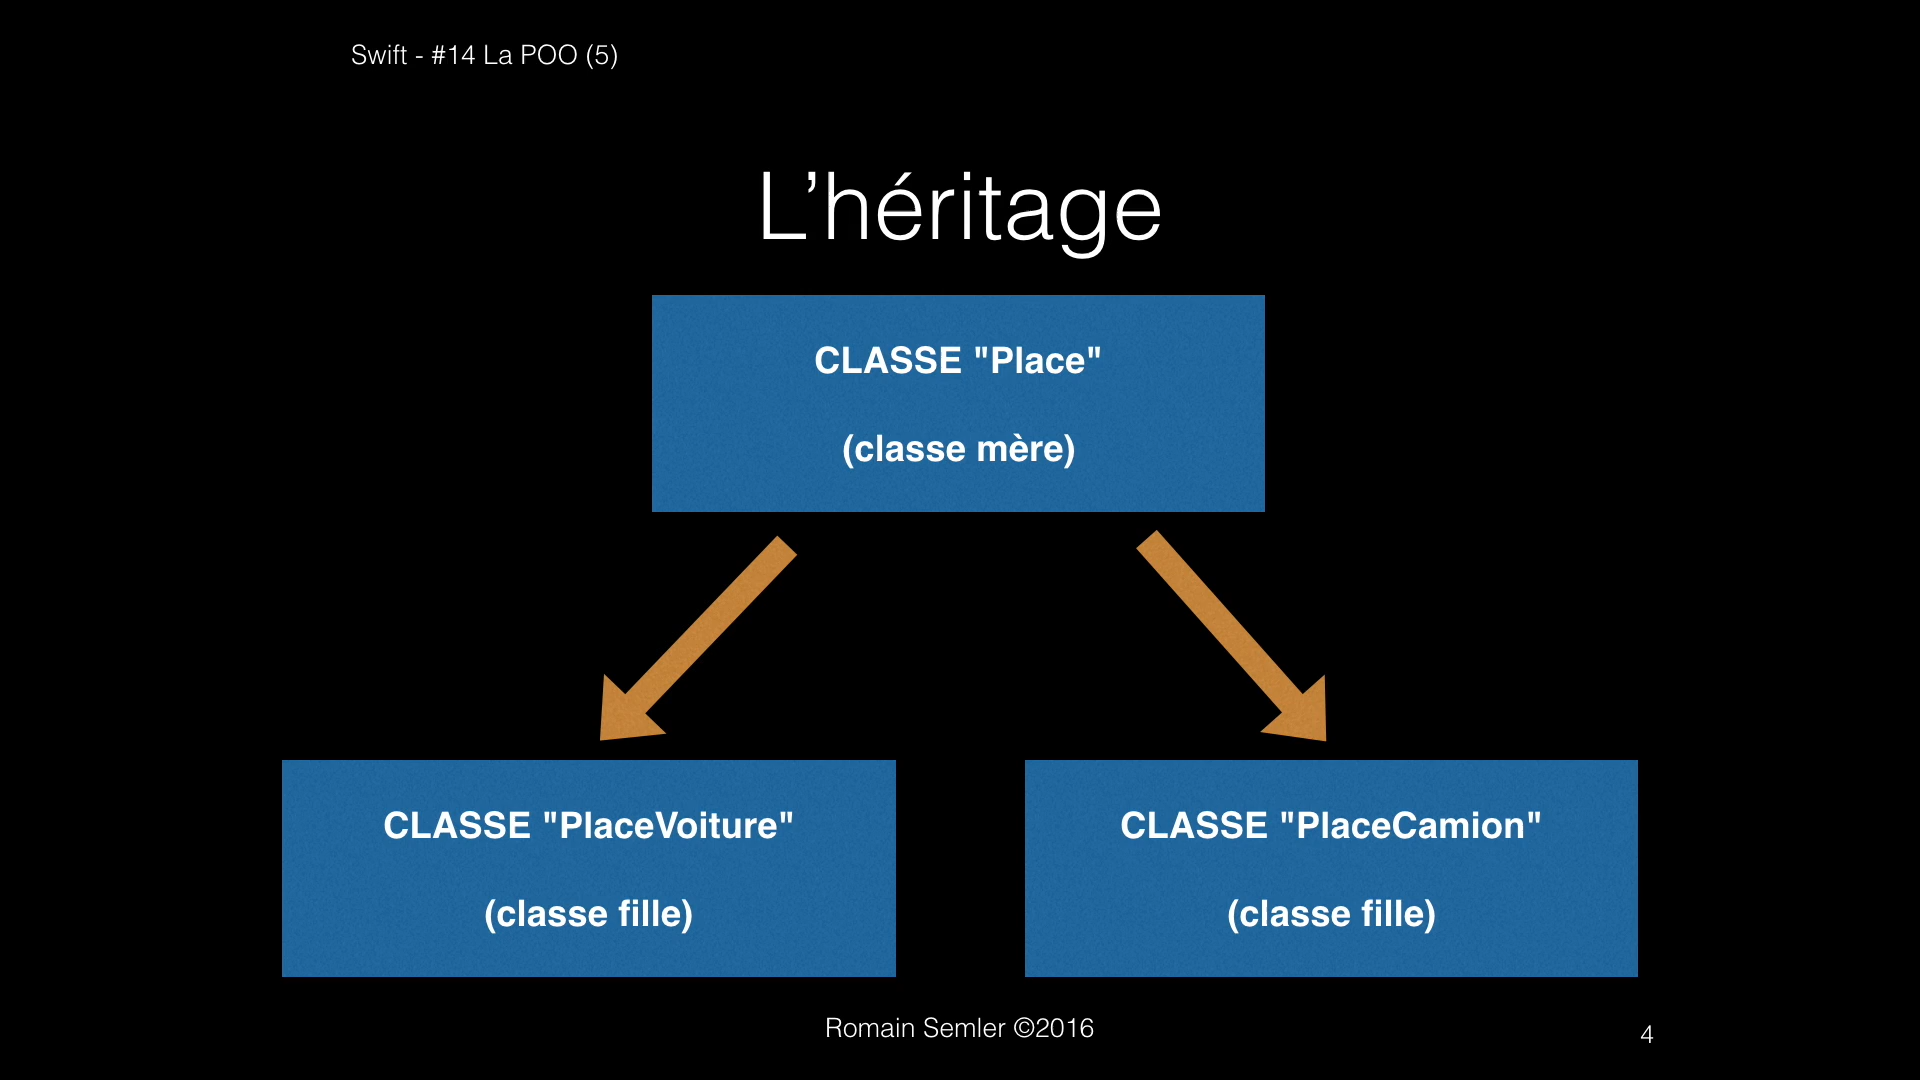 Swift - #14 La POO (5)
L’héritage
CLASSE "Place"
(classe mère)
CLASSE "PlaceVoiture"
(classe fille)
CLASSE "PlaceCamion"
(classe fille)
Romain Semler ©2016
4